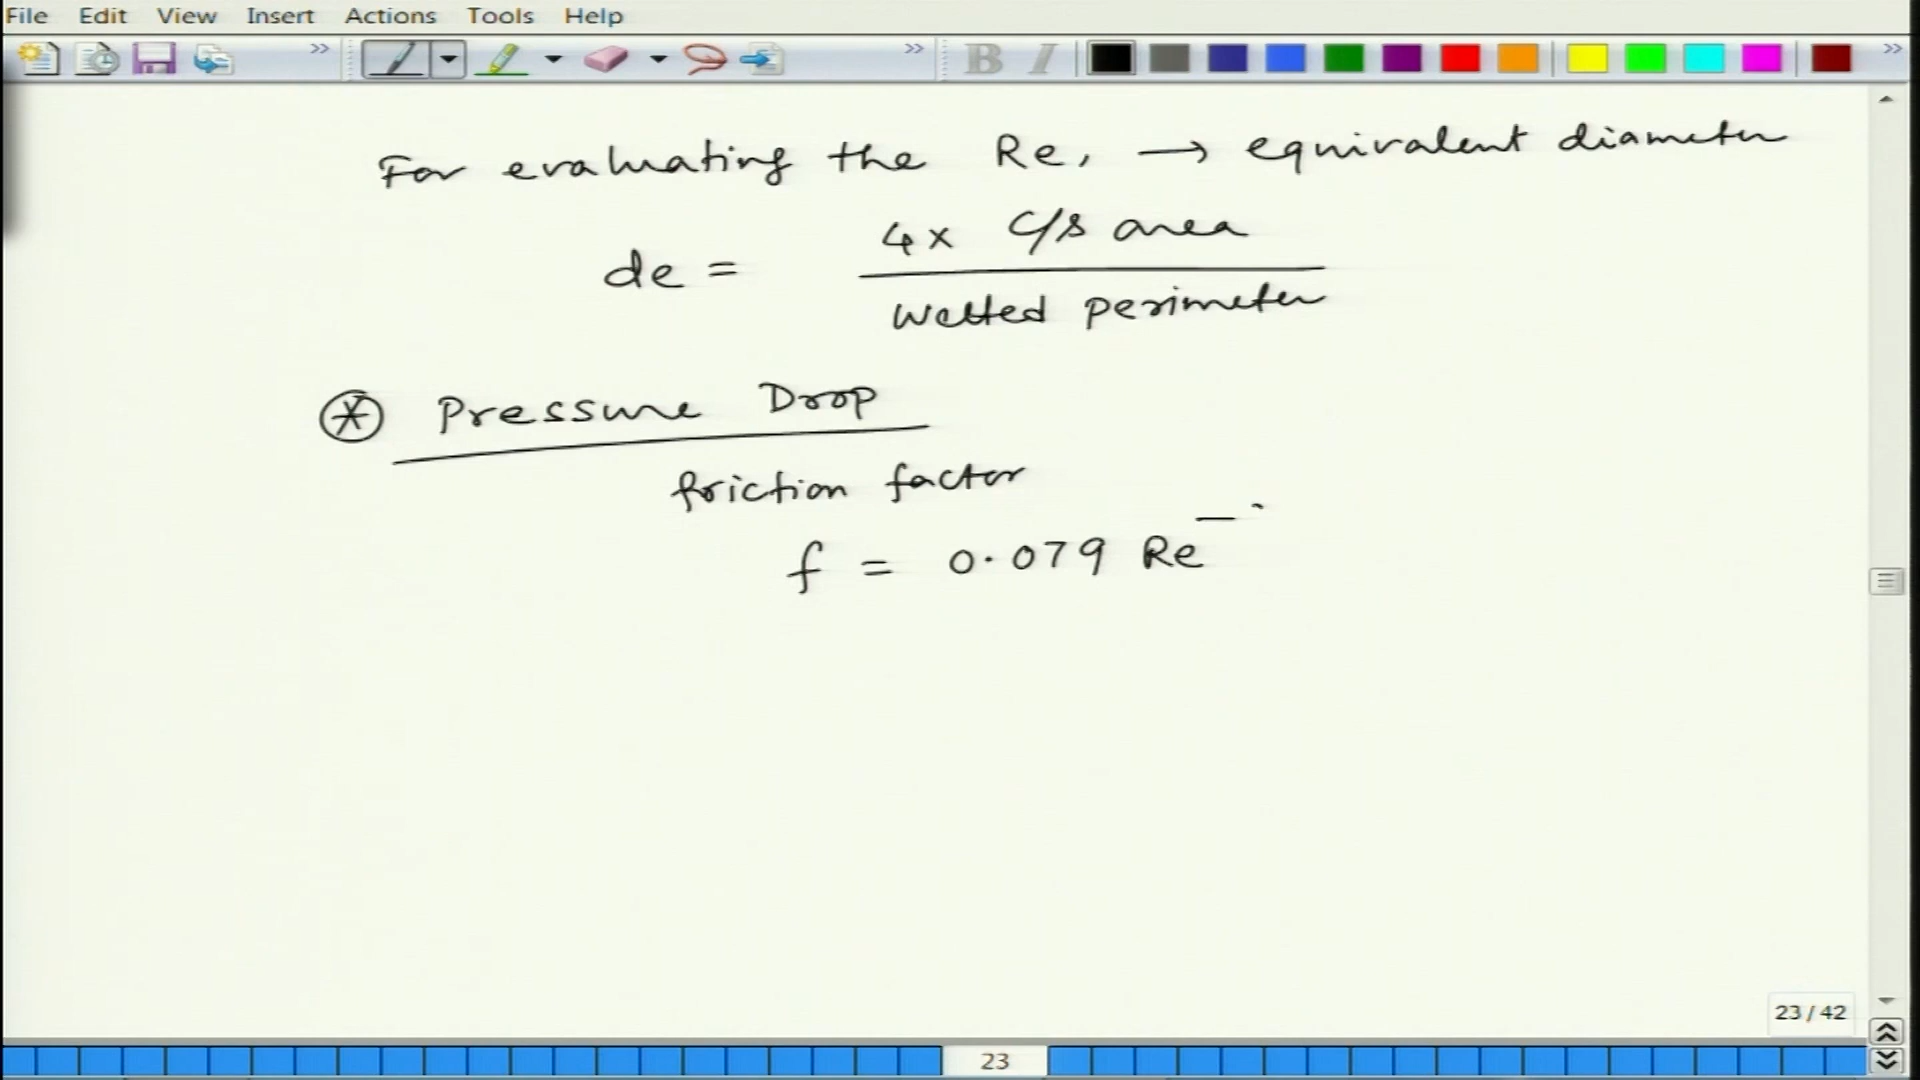 File Edit View Insert Actions Tools Help
B I
For evaluating the Re, → equivalent diameter
de = 4x C/s area
wetted perimeter
* Pressure Drop
friction factor
f = 0.079 Re⁻·
23 / 42
23